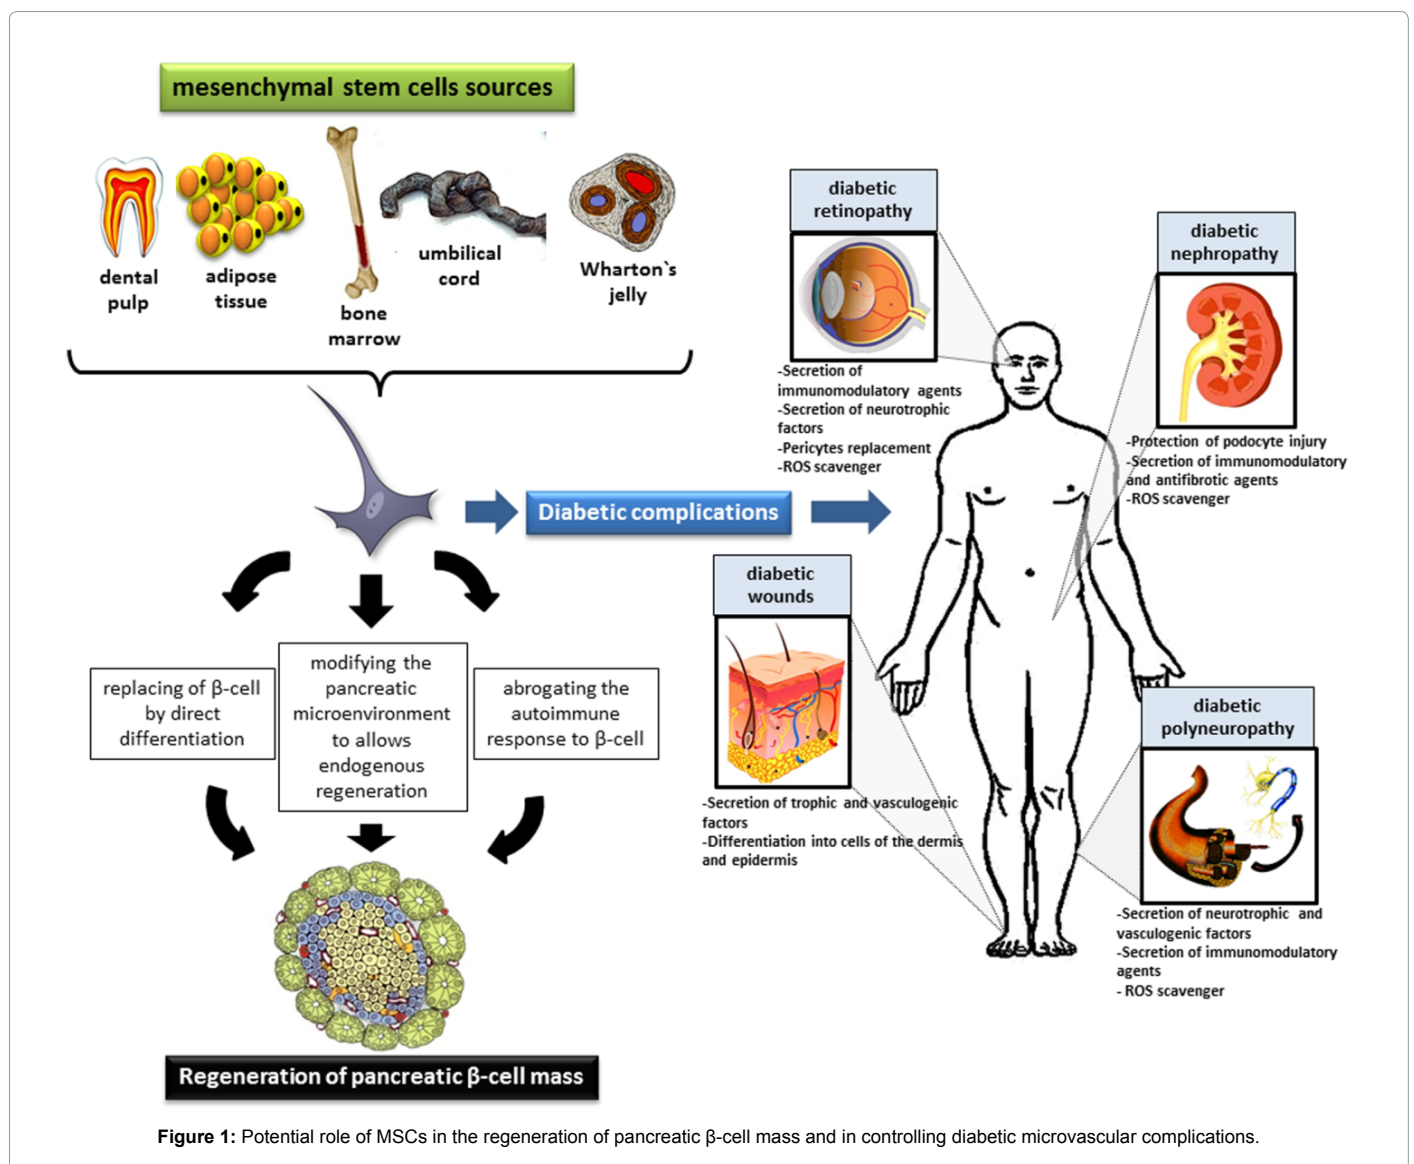 mesenchymal stem cells sources
dental
pulp
adipose
tissue
bone
marrow
umbilical
cord
Wharton`s
jelly
Diabetic complications
replacing of β-cell
by direct
differentiation
modifying the
pancreatic
microenvironment
to allows
endogenous
regeneration
abrogating the
autoimmune
response to β-cell
Regeneration of pancreatic β-cell mass
diabetic
retinopathy
-Secretion of
immunomodulatory agents
-Secretion of neurotrophic
factors
-Pericytes replacement
-ROS scavenger
diabetic
nephropathy
-Protection of podocyte injury
-Secretion of immunomodulatory
and antifibrotic agents
-ROS scavenger
diabetic
wounds
-Secretion of trophic and vasculogenic
factors
-Differentiation into cells of the dermis
and epidermis
diabetic
polyneuropathy
-Secretion of neurotrophic and
vasculogenic factors
-Secretion of immunomodulatory
agents
- ROS scavenger
Figure 1: Potential role of MSCs in the regeneration of pancreatic β-cell mass and in controlling diabetic microvascular complications.